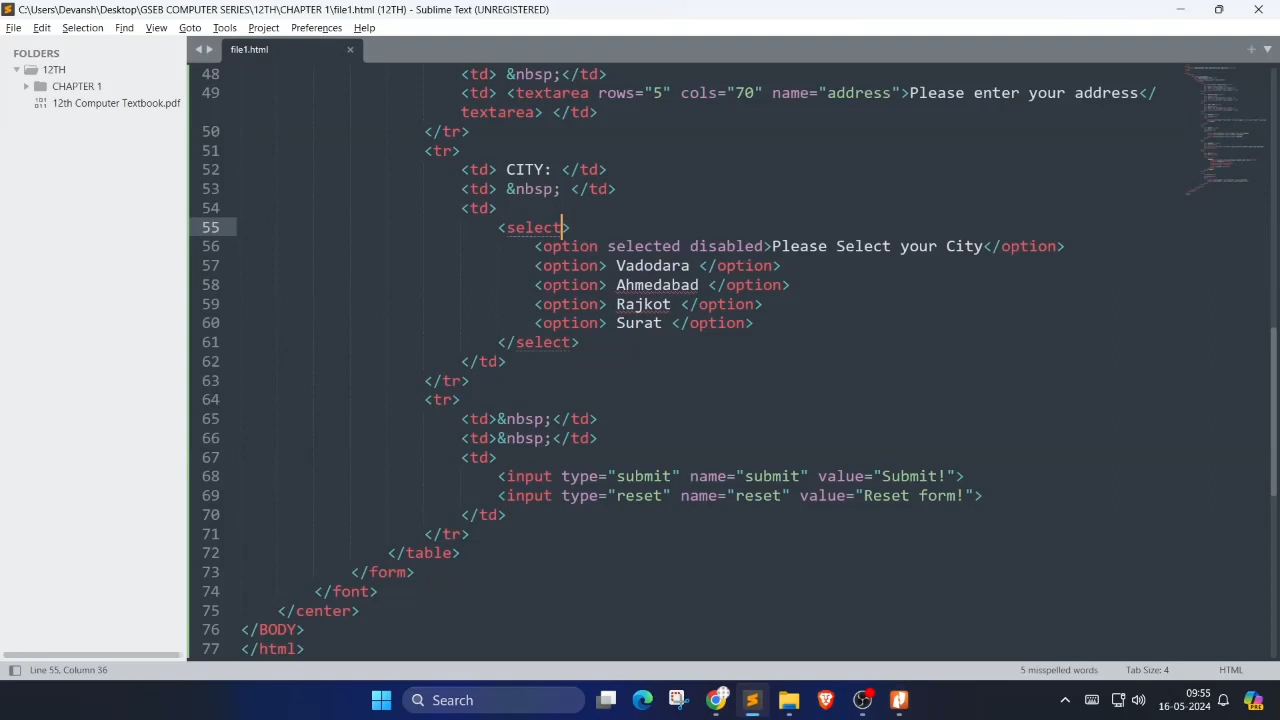 C:\Users\Devansh\Desktop\GSEB COMPUTER SERIES\12TH\CHAPTER 1\file1.html (12TH) - Sublime Text (UNREGISTERED)
File Edit Selection Find View Goto Tools Project Preferences Help
FOLDERS
12TH
CHAPTER 1
12th Computer Textbook.pdf
file1.html
48 <td> &nbsp;</td>
49 <td> <textarea rows="5" cols="70" name="address">Please enter your address</
textarea> </td>
50 </tr>
51 <tr>
52 <td> CITY: </td>
53 <td> &nbsp; </td>
54 <td>
55 <select>
56 <option selected disabled>Please Select your City</option>
57 <option> Vadodara </option>
58 <option> Ahmedabad </option>
59 <option> Rajkot </option>
60 <option> Surat </option>
61 </select>
62 </td>
63 </tr>
64 <tr>
65 <td>&nbsp;</td>
66 <td>&nbsp;</td>
67 <td>
68 <input type="submit" name="submit" value="Submit!">
69 <input type="reset" name="reset" value="Reset form!">
70 </td>
71 </tr>
72 </table>
73 </form>
74 </font>
75 </center>
76 </BODY>
77 </html>
Line 55, Column 36
5 misspelled words
Tab Size: 4
HTML
Search
09:55
16-05-2024